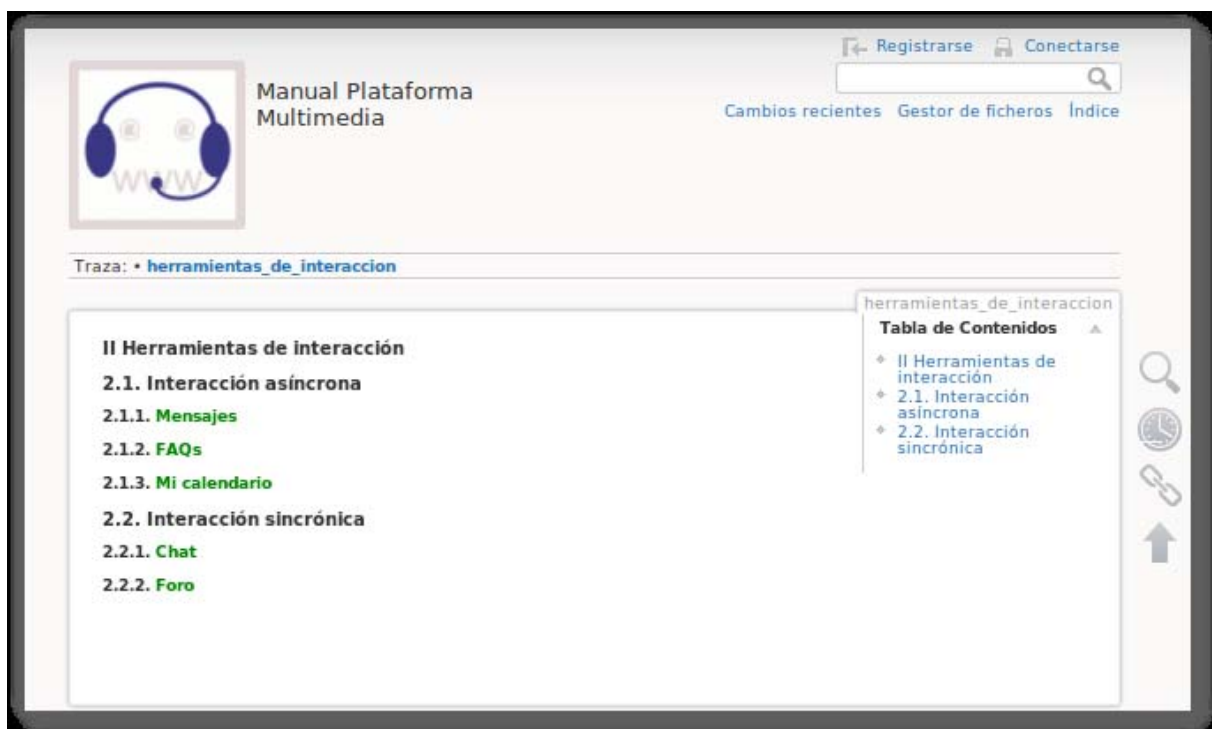 Registrarse Conectarse
Manual Plataforma
Multimedia
Cambios recientes Gestor de ficheros Índice
@ @
WWW
Traza: • herramientas_de_interaccion
herramientas_de_interaccion
Tabla de Contenidos
II Herramientas de
interacción
2.1. Interacción
asíncrona
2.2. Interacción
sincrónica
II Herramientas de interacción
2.1. Interacción asíncrona
2.1.1. Mensajes
2.1.2. FAQs
2.1.3. Mi calendario
2.2. Interacción sincrónica
2.2.1. Chat
2.2.2. Foro